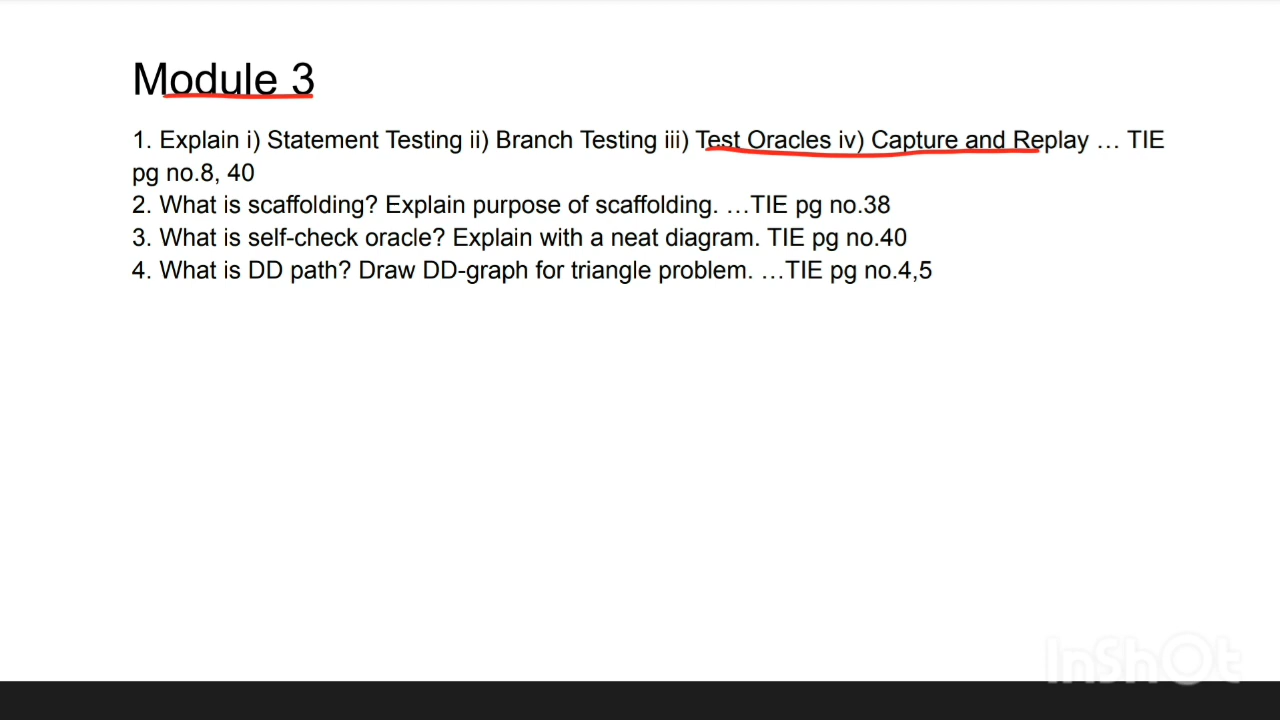 Module 3
1. Explain i) Statement Testing ii) Branch Testing iii) Test Oracles iv) Capture and Replay … TIE
pg no.8, 40
2. What is scaffolding? Explain purpose of scaffolding. …TIE pg no.38
3. What is self-check oracle? Explain with a neat diagram. TIE pg no.40
4. What is DD path? Draw DD-graph for triangle problem. …TIE pg no.4,5
InShOt